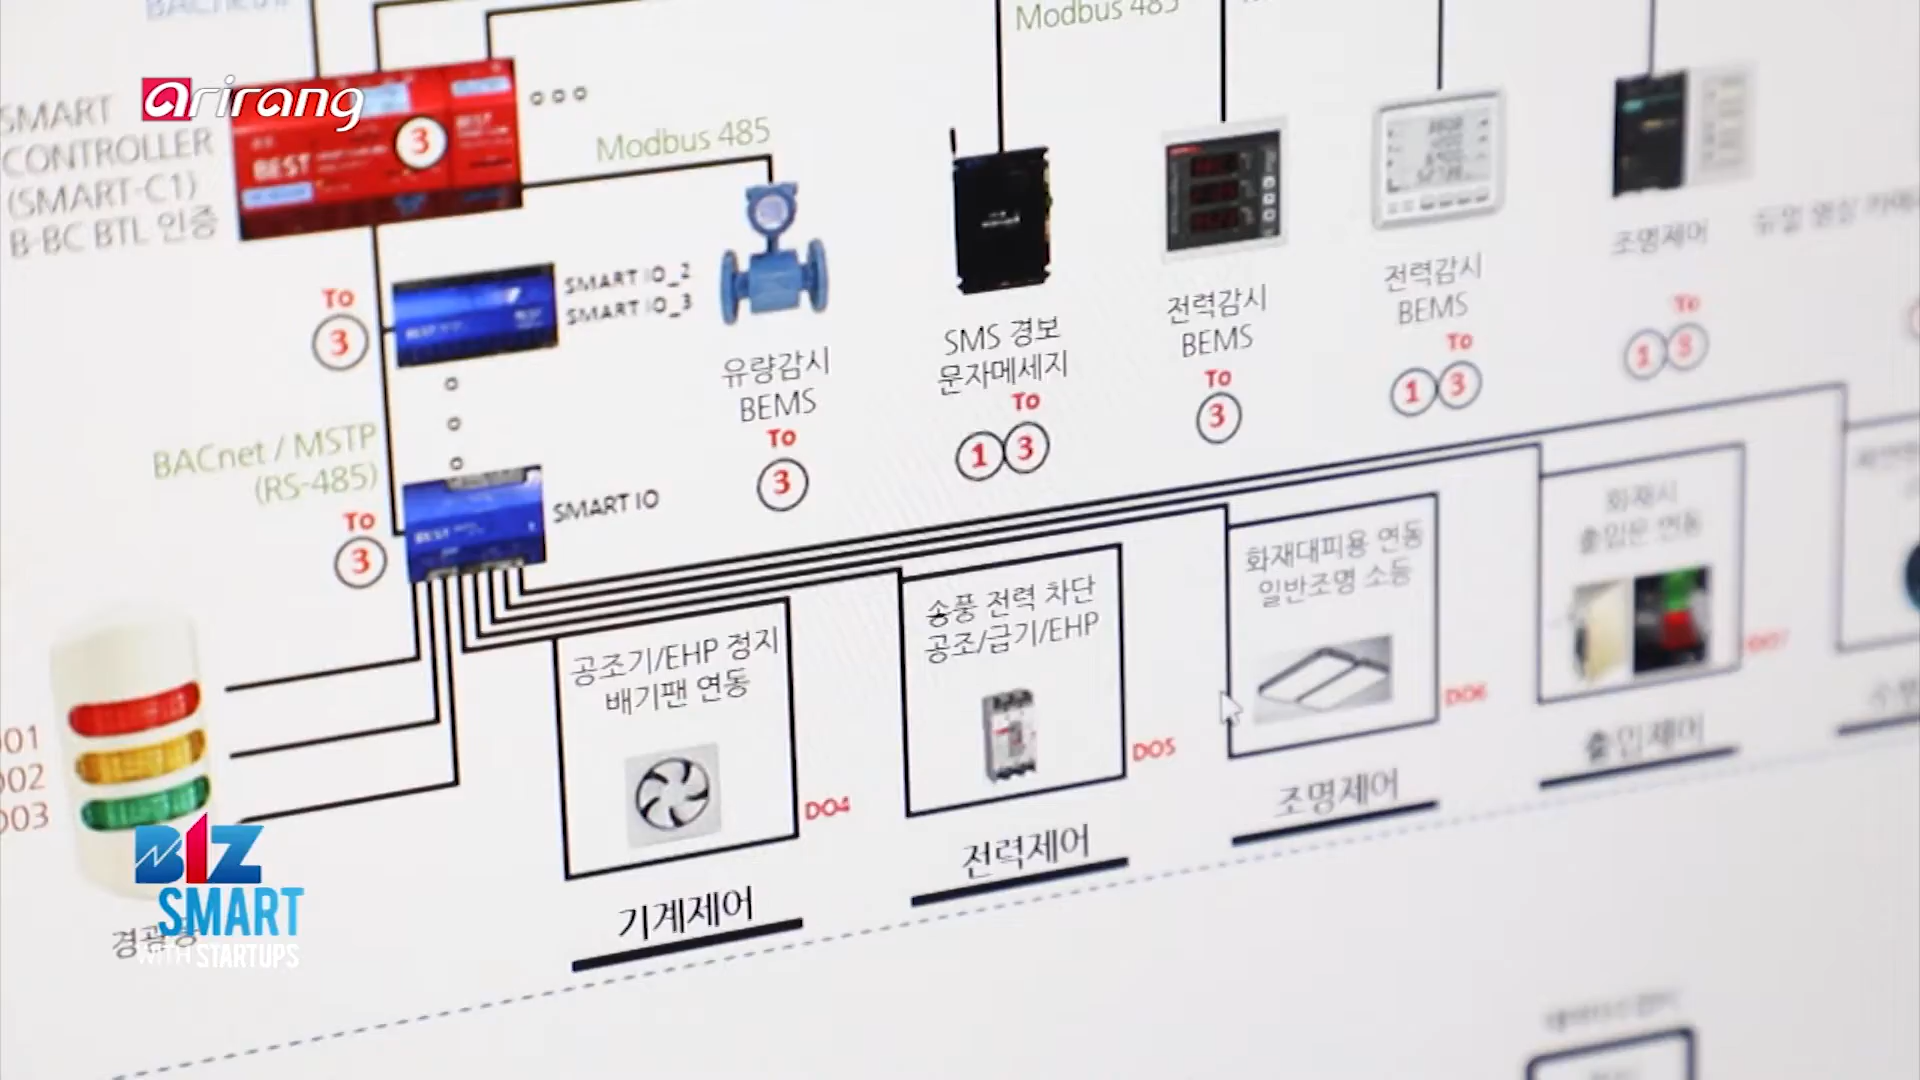 Modbus 485
arirang
SMART
CONTROLLER
(SMART-C1)
B-BC BTL 인증
BEST
3
Modbus 485
SMART IO_2
SMART IO_3
To
3
유량감시
BEMS
To
3
SMS 경보
문자메세지
To
1 3
전력감시
BEMS
To
3
전력감시
BEMS
To
1 3
조명제어
To
1 3
BACnet / MSTP
(RS-485)
To
3
BEST
SMART IO
DO1
DO2
DO3
공조기/EHP 정지
배기팬 연동
DO4
기계제어
송풍 전력 차단
공조/급기/EHP
DO5
전력제어
화재대피용 연동
일반조명 소등
DO6
조명제어
화재시
출입문 연동
DO7
출입제어
BIZ
SMART
WITH STARTUPS